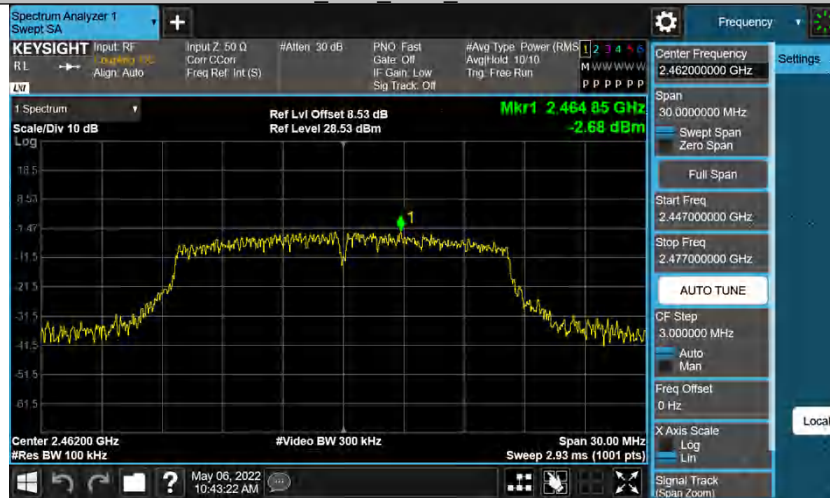 Spectrum Analyzer 1
Swept SA
+
Frequency
KEYSIGHT
RL
Input: RF
Align: Auto
Input Z: 50 Ω
Corr CCorr
Freq Ref: Int (S)
#Atten: 30 dB
PNO: Fast
Gate: Off
IF Gain: Low
Sig Track: Off
#Avg Type: Power (RMS
Avg|Hold: 10/10
Trig: Free Run
1 2 3 4 5 6
M W W W W W
P P P P P P
LXI
1 Spectrum
Scale/Div 10 dB
Log
Ref Lvl Offset 8.53 dB
Ref Level 28.53 dBm
Mkr1 2.464 85 GHz
-2.68 dBm
18.5
8.53
-1.47
-11.5
-21.5
-31.5
-41.5
-51.5
-61.5
1
Center 2.46200 GHz
#Res BW 100 kHz
#Video BW 300 kHz
Span 30.00 MHz
Sweep 2.93 ms (1001 pts)
May 06, 2022
10:43:22 AM
?
Center Frequency
2.462000000 GHz
Settings
Span
30.0000000 MHz
Swept Span
Zero Span
Full Span
Start Freq
2.447000000 GHz
Stop Freq
2.477000000 GHz
AUTO TUNE
CF Step
3.000000 MHz
Auto
Man
Freq Offset
0 Hz
X Axis Scale
Log
Lin
Local
Signal Track
(Span Zoom)